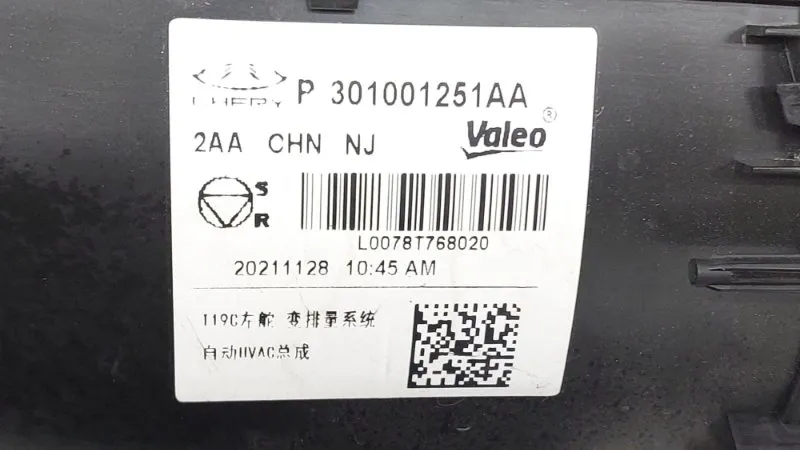 CHERY P 301001251AA
2AA CHN NJ Valeo®
S
R
L0078T768020
20211128 10:45 AM
T19C左舵 变排量系统
自动HVAC总成